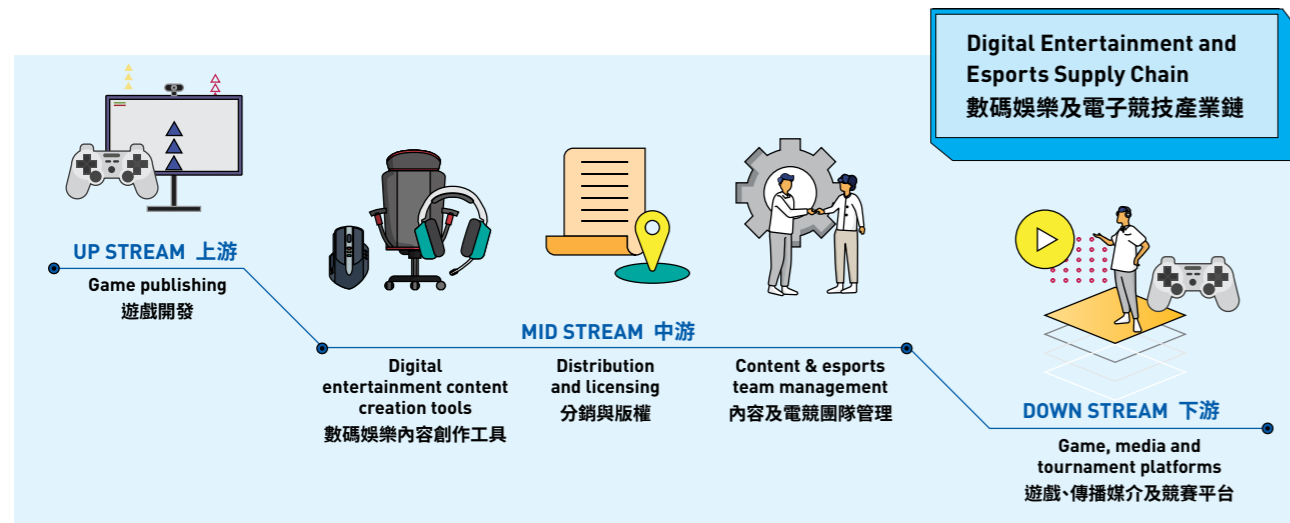 Digital Entertainment and
Esports Supply Chain
數碼娛樂及電子競技產業鏈
UP STREAM 上游
Game publishing
遊戲開發
MID STREAM 中游
Digital
entertainment content
creation tools
數碼娛樂內容創作工具
Distribution
and licensing
分銷與版權
Content & esports
team management
內容及電競團隊管理
DOWN STREAM 下游
Game, media and
tournament platforms
遊戲、傳播媒介及競賽平台